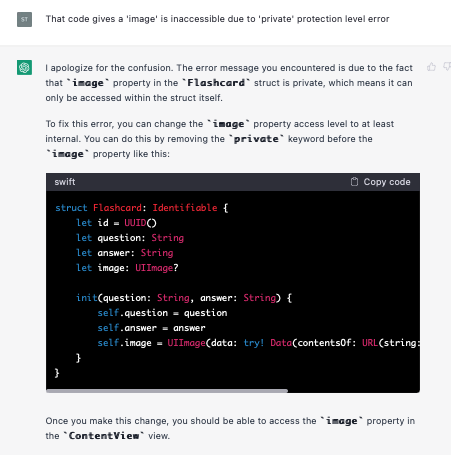 ST
That code gives a 'image' is inaccessible due to 'private' protection level error
I apologize for the confusion. The error message you encountered is due to the fact
that `image` property in the `Flashcard` struct is private, which means it can
only be accessed within the struct itself.
To fix this error, you can change the `image` property access level to at least
internal. You can do this by removing the `private` keyword before the
`image` property like this:
swift Copy code
struct Flashcard: Identifiable {
let id = UUID()
let question: String
let answer: String
let image: UIImage?
init(question: String, answer: String) {
self.question = question
self.answer = answer
self.image = UIImage(data: try! Data(contentsOf: URL(string:
}
}
Once you make this change, you should be able to access the `image` property in
the `ContentView` view.